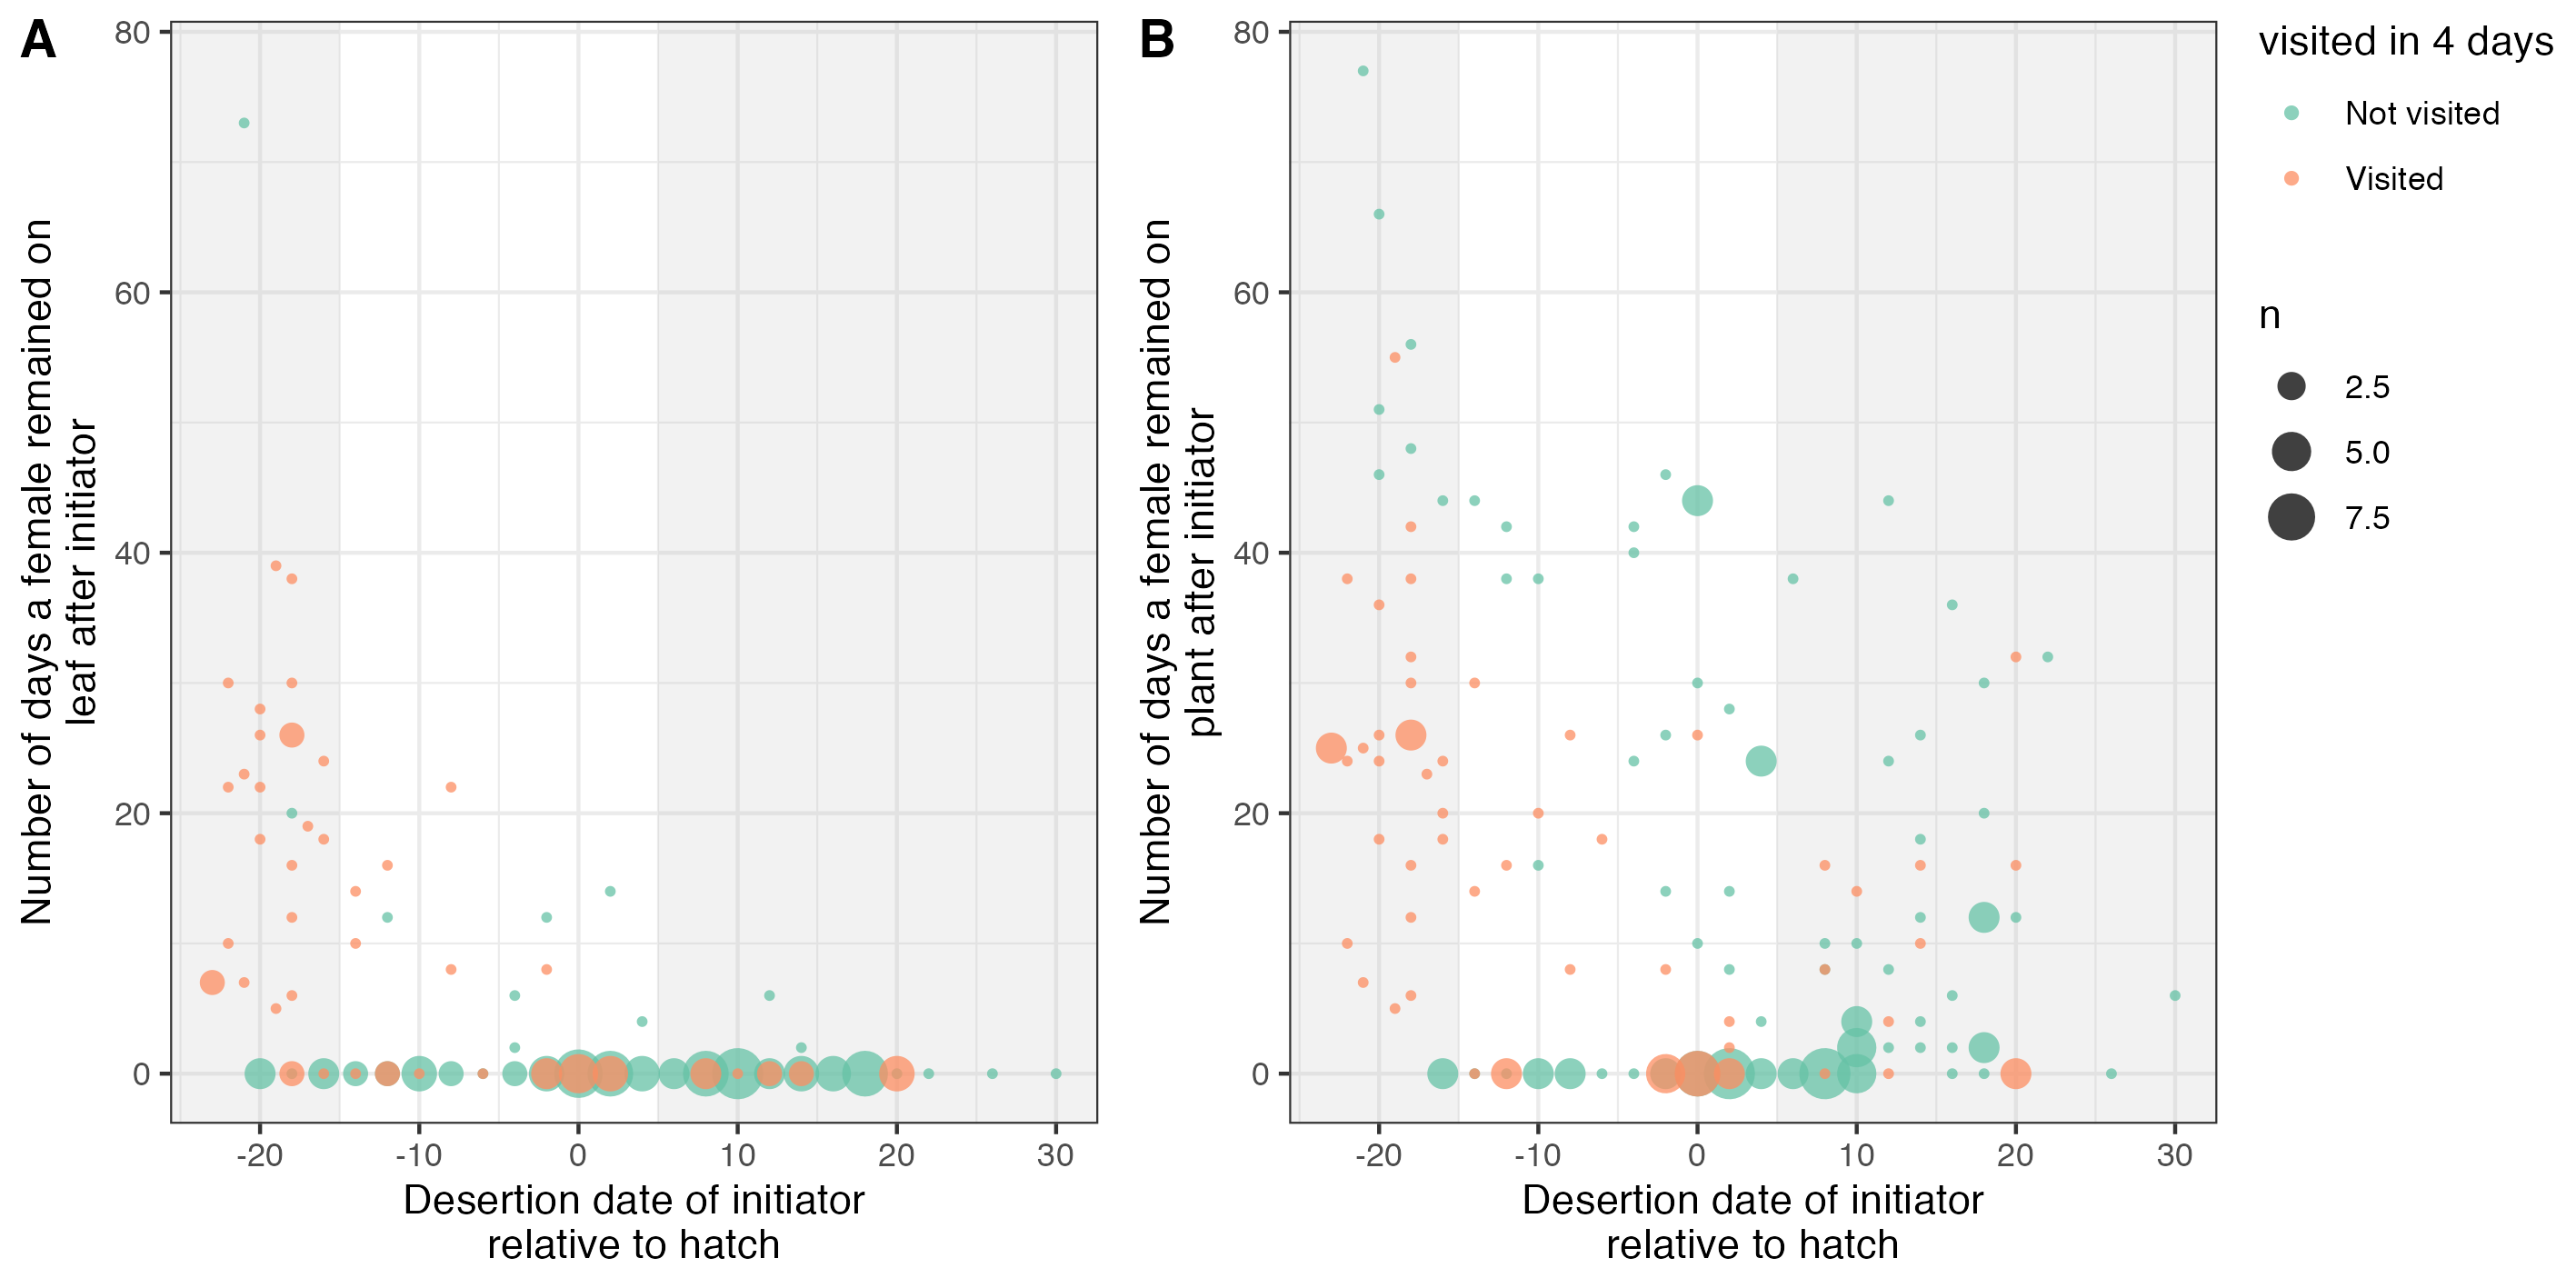 A
80
60
40
20
0
Number of days a female remained on
leaf after initiator
-20 -10 0 10 20 30
Desertion date of initiator
relative to hatch
B
80
60
40
20
0
Number of days a female remained on
plant after initiator
-20 -10 0 10 20 30
Desertion date of initiator
relative to hatch
visited in 4 days
Not visited
Visited
n
2.5
5.0
7.5